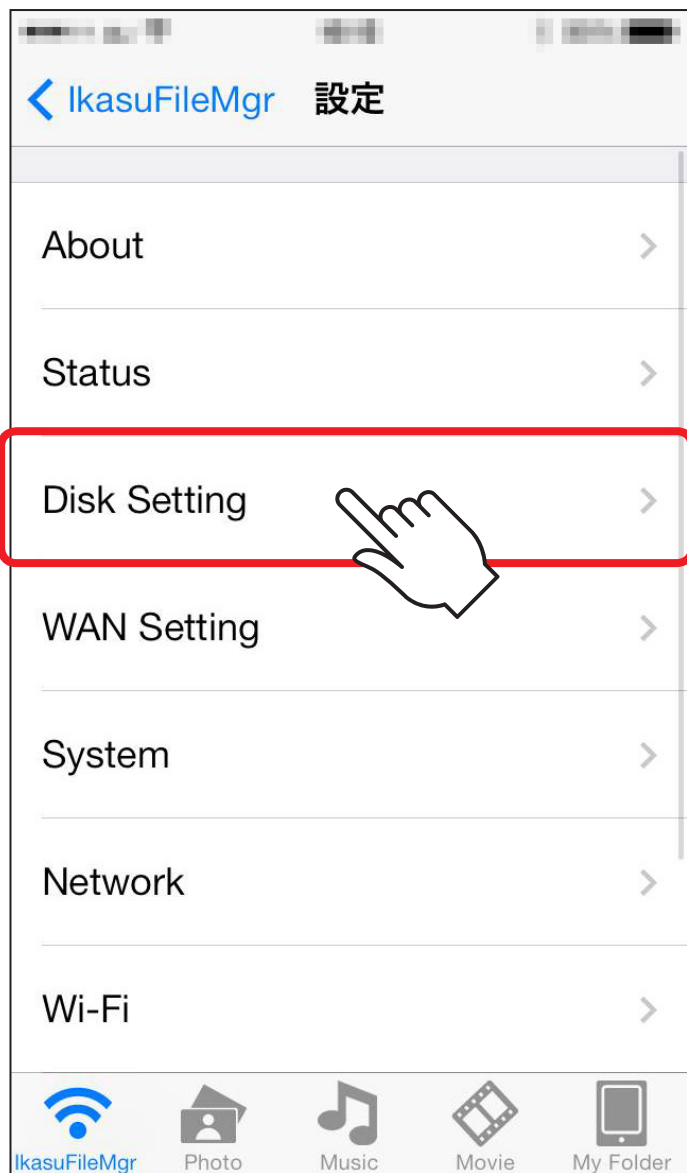 IkasuFileMgr 設定
About
Status
Disk Setting
WAN Setting
System
Network
Wi-Fi
IkasuFileMgr Photo Music Movie My Folder